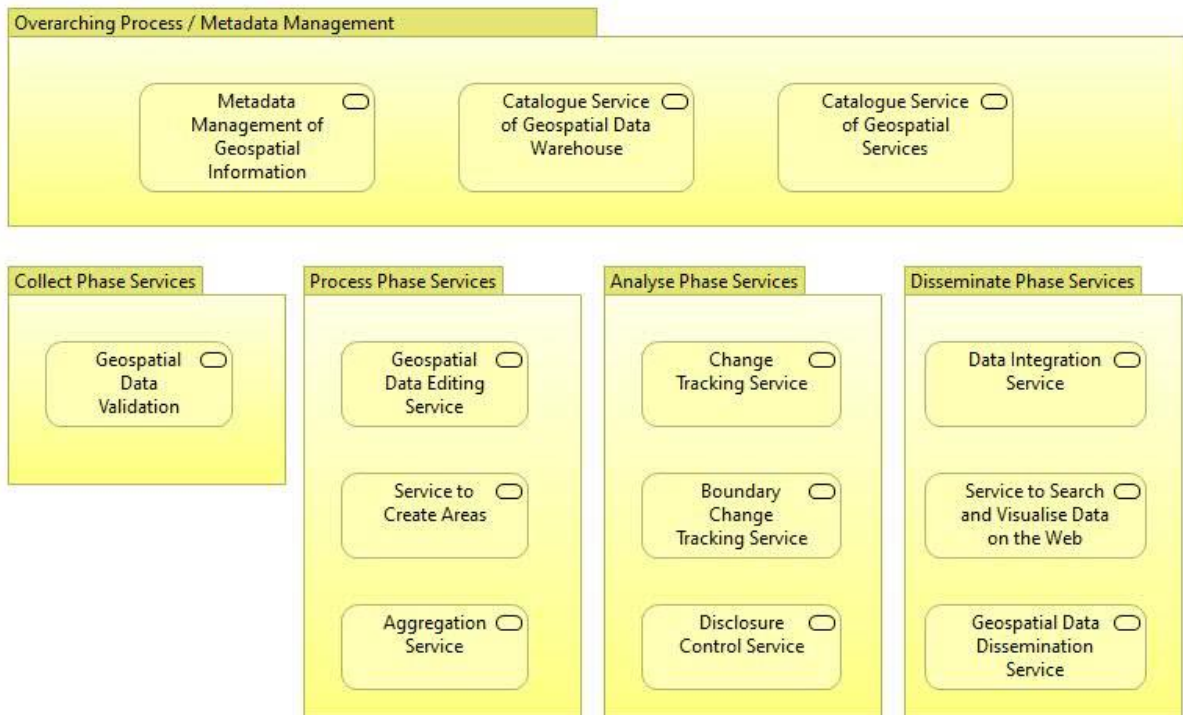 Overarching Process / Metadata Management
Metadata
Management of
Geospatial
Information
Catalogue Service
of Geospatial Data
Warehouse
Catalogue Service
of Geospatial
Services
Collect Phase Services
Geospatial
Data
Validation
Process Phase Services
Geospatial
Data Editing
Service
Service to
Create Areas
Aggregation
Service
Analyse Phase Services
Change
Tracking Service
Boundary
Change
Tracking Service
Disclosure
Control Service
Disseminate Phase Services
Data Integration
Service
Service to Search
and Visualise Data
on the Web
Geospatial Data
Dissemination
Service